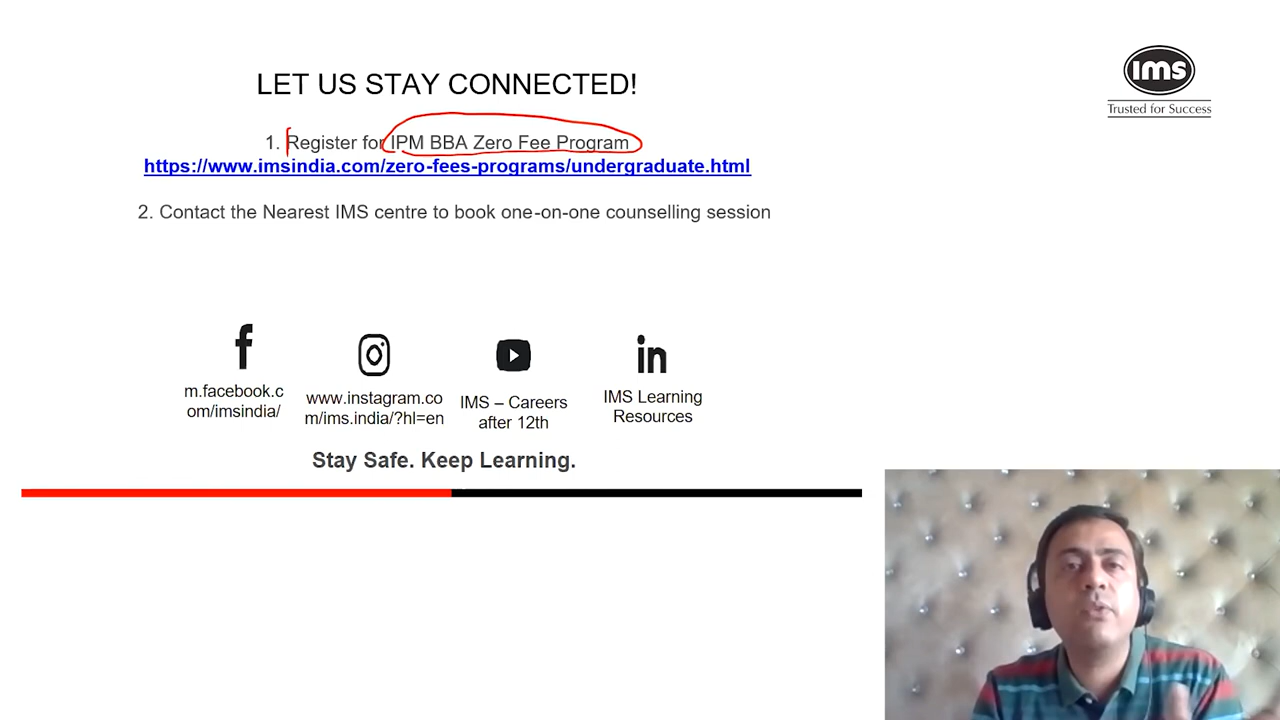 LET US STAY CONNECTED!
ims
Trusted for Success
1. Register for IPM BBA Zero Fee Program
https://www.imsindia.com/zero-fees-programs/undergraduate.html
2. Contact the Nearest IMS centre to book one-on-one counselling session
m.facebook.c
om/imsindia/
www.instagram.co
m/ims.india/?hl=en
IMS – Careers
after 12th
IMS Learning
Resources
Stay Safe. Keep Learning.